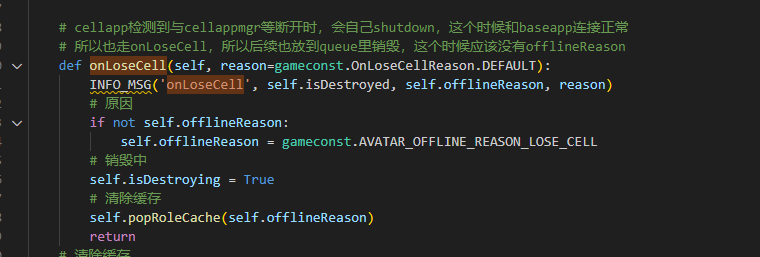 # cellapp检测到与cellappmgr等断开时，会自己shutdown，这个时候和baseapp连接正常
# 所以也走onLoseCell，所以后续也放到queue里销毁，这个时候应该没有offlineReason
def onLoseCell(self, reason=gameconst.OnLoseCellReason.DEFAULT):
INFO_MSG('onLoseCell', self.isDestroyed, self.offlineReason, reason)
# 原因
if not self.offlineReason:
self.offlineReason = gameconst.AVATAR_OFFLINE_REASON_LOSE_CELL
# 销毁中
self.isDestroying = True
# 清除缓存
self.popRoleCache(self.offlineReason)
return
# 清除缓存